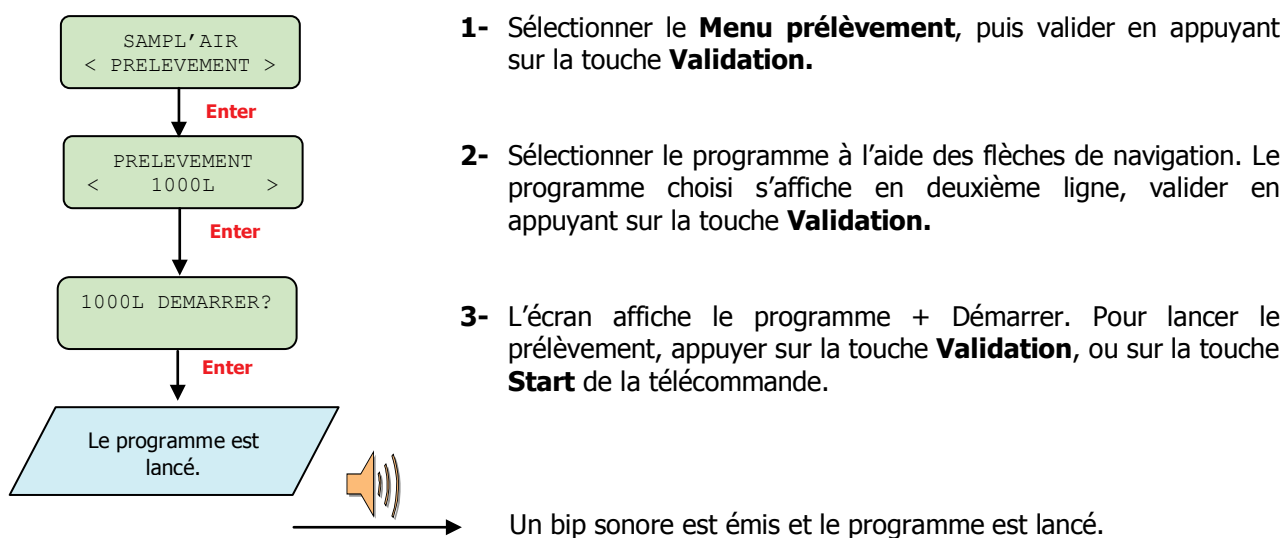 SAMPL’AIR
< PRELEVEMENT >
1- Sélectionner le Menu prélèvement, puis valider en appuyant
sur la touche Validation.
Enter
PRELEVEMENT
< 1000L >
2- Sélectionner le programme à l’aide des flèches de navigation. Le
programme choisi s’affiche en deuxième ligne, valider en
appuyant sur la touche Validation.
Enter
1000L DEMARRER?
3- L’écran affiche le programme + Démarrer. Pour lancer le
prélèvement, appuyer sur la touche Validation, ou sur la touche
Start de la télécommande.
Enter
Le programme est
lancé.
Un bip sonore est émis et le programme est lancé.